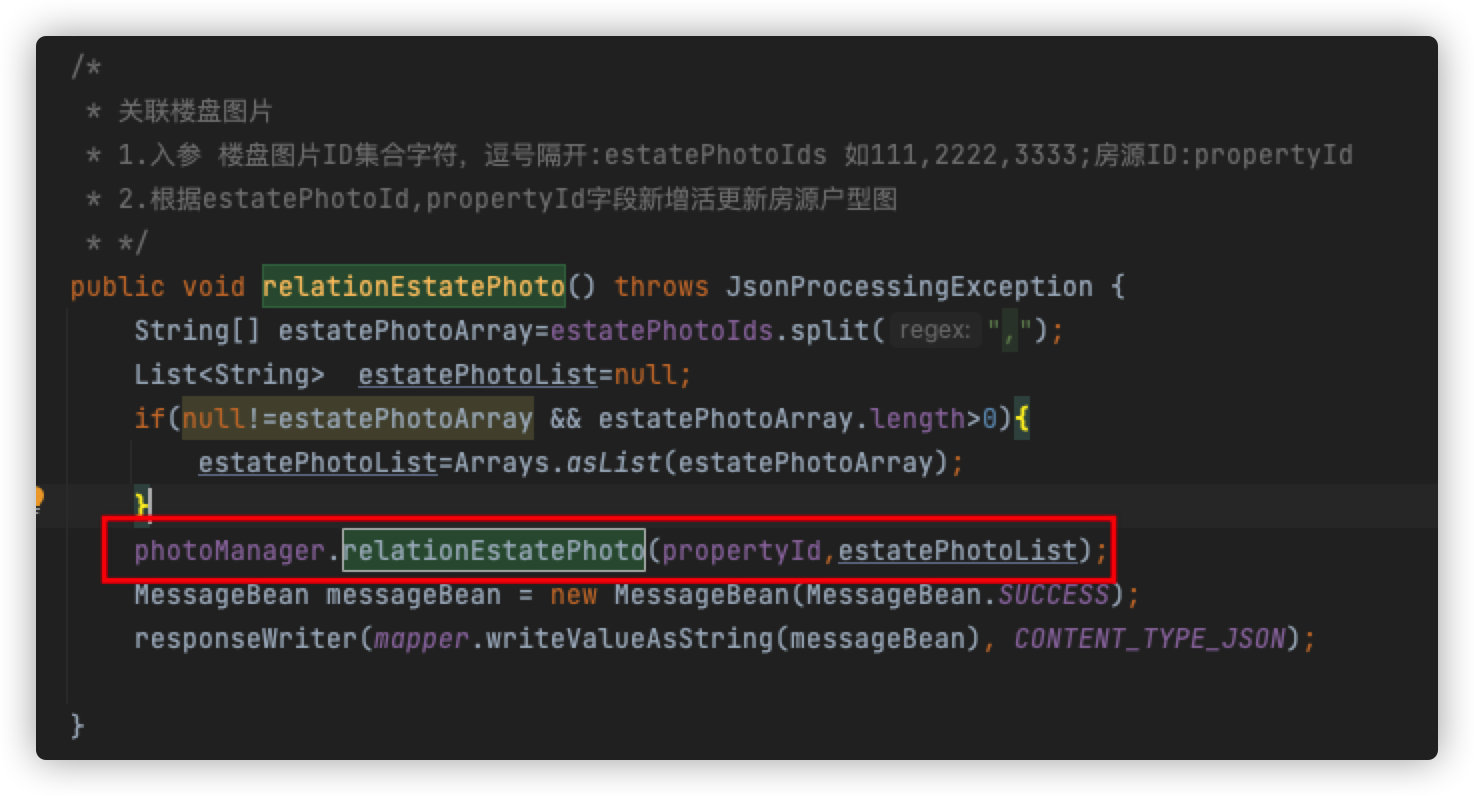 /*
* 关联楼盘图片
* 1.入参 楼盘图片ID集合字符，逗号隔开:estatePhotoIds 如111,2222,3333;房源ID:propertyId
* 2.根据estatePhotoId,propertyId字段新增活更新房源户型图
* */
public void relationEstatePhoto() throws JsonProcessingException {
String[] estatePhotoArray=estatePhotoIds.split( regex: ",");
List<String>  estatePhotoList=null;
if(null!=estatePhotoArray && estatePhotoArray.length>0){
estatePhotoList=Arrays.asList(estatePhotoArray);
}
photoManager.relationEstatePhoto(propertyId,estatePhotoList);
MessageBean messageBean = new MessageBean(MessageBean.SUCCESS);
responseWriter(mapper.writeValueAsString(messageBean), CONTENT_TYPE_JSON);
}